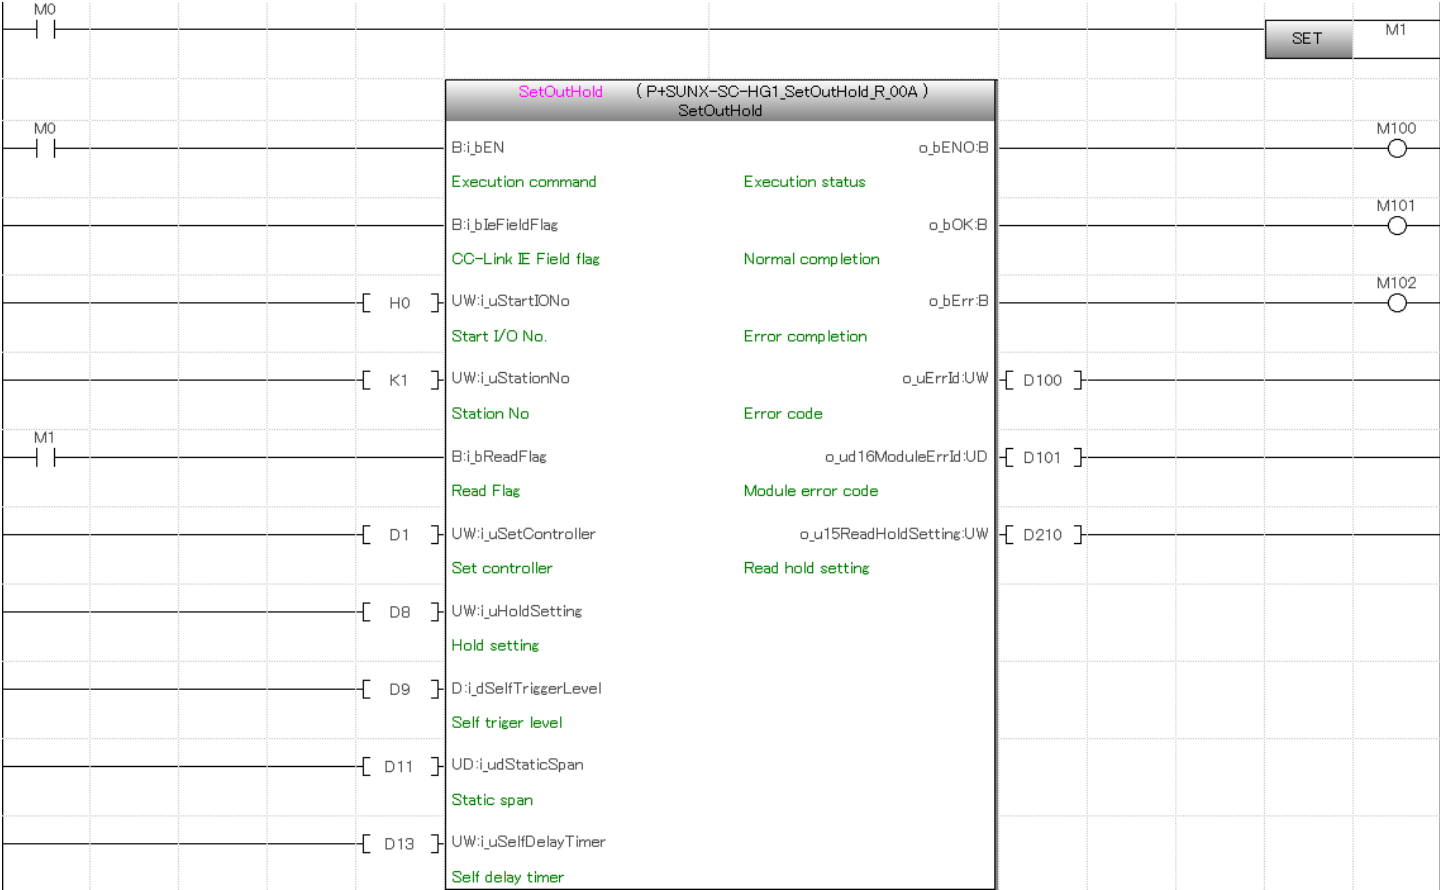 M0
SET M1
SetOutHold (P+SUNX-SC-HG1_SetOutHold_R_00A)
SetOutHold
M0 M100
B:i_bEN o_bENO:B
Execution command Execution status
M101
B:i_bIeFieldFlag o_bOK:B
CC-Link IE Field flag Normal completion
M102
H0 UW:i_uStartIONo o_bErr:B
Start I/O No. Error completion
K1 UW:i_uStationNo o_uErrId:UW D100
Station No Error code
M1
B:i_bReadFlag o_ud16ModuleErrId:UD D101
Read Flag Module error code
D1 UW:i_uSetController o_u15ReadHoldSetting:UW D210
Set controller Read hold setting
D8 UW:i_uHoldSetting
Hold setting
D9 D:i_dSelfTriggerLevel
Self triger level
D11 UD:i_udStaticSpan
Static span
D13 UW:i_uSelfDelayTimer
Self delay timer